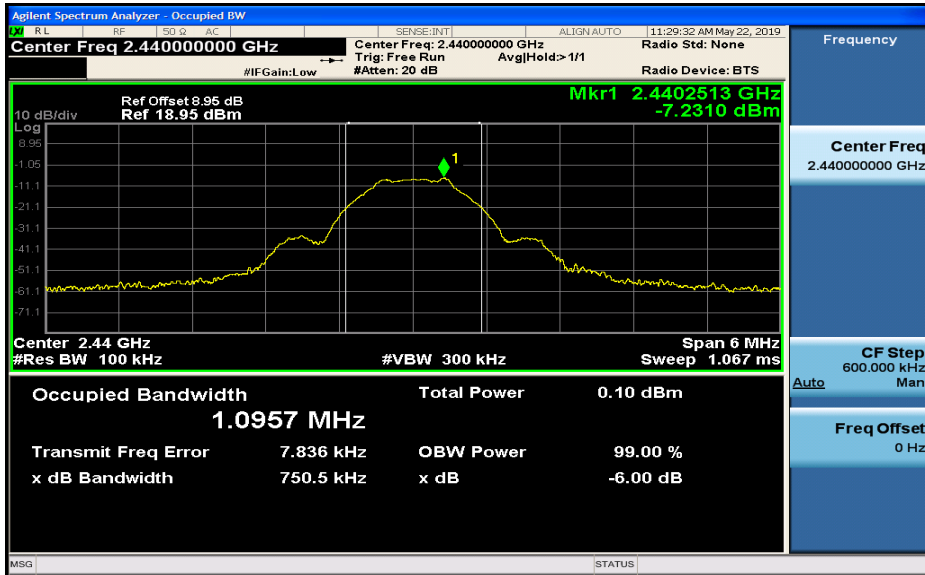 Agilent Spectrum Analyzer - Occupied BW
LXI RL RF 50 Ω AC SENSE:INT ALIGN AUTO 11:29:32 AM May 22, 2019
Center Freq 2.440000000 GHz
Center Freq: 2.440000000 GHz
Radio Std: None
Trig: Free Run Avg|Hold:>1/1
#IFGain:Low #Atten: 20 dB Radio Device: BTS
Frequency
Mkr1 2.4402513 GHz
-7.2310 dBm
Ref Offset 8.95 dB
10 dB/div Ref 18.95 dBm
Log
8.95
-1.05
-11.1
-21.1
-31.1
-41.1
-51.1
-61.1
-71.1
1
Center 2.44 GHz Span 6 MHz
#Res BW 100 kHz #VBW 300 kHz Sweep 1.067 ms
Occupied Bandwidth Total Power 0.10 dBm
1.0957 MHz
Transmit Freq Error 7.836 kHz OBW Power 99.00 %
x dB Bandwidth 750.5 kHz x dB -6.00 dB
Center Freq
2.440000000 GHz
CF Step
600.000 kHz
Auto Man
Freq Offset
0 Hz
MSG STATUS